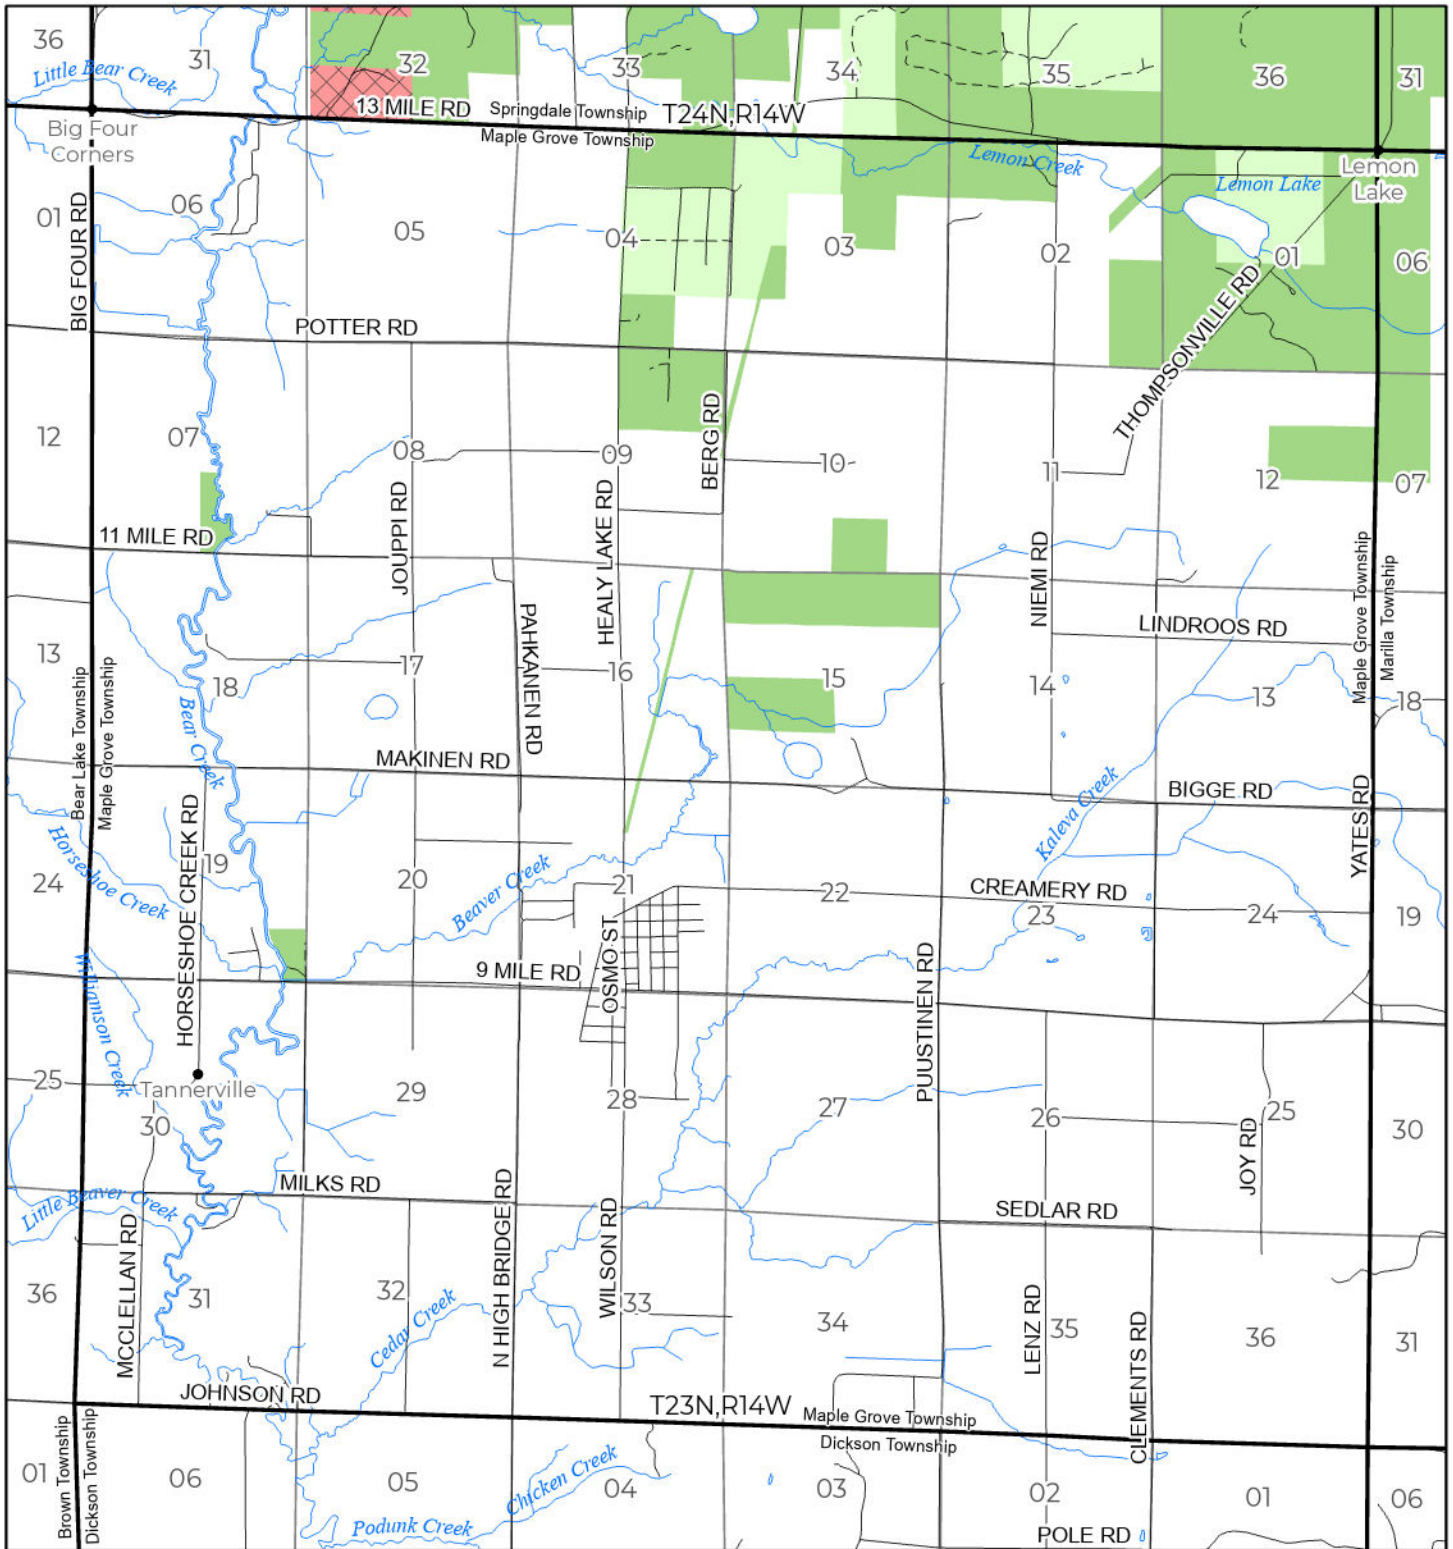 36
31
32
33
34
35
36
31
Little Bear Creek
13 MILE RD
Springdale Township
T24N,R14W
Maple Grove Township
Big Four
Corners
Lemon Creek
Lemon
Lake
Lemon Lake
01
06
05
04
03
02
01
06
BIG FOUR RD
THOMPSONVILLE RD
POTTER RD
12
07
08
09
BERG RD
10
11
12
07
JOUPPI RD
HEALY LAKE RD
NIEMI RD
11 MILE RD
Maple Grove Township
Marilla Township
LINDROOS RD
PAHKANEN RD
13
18
17
16
15
14
13
18
Bear Lake Township
Maple Grove Township
Bear Creek
MAKINEN RD
BIGGE RD
YATES RD
Kaleva Creek
Horseshoe Creek
HORSESHOE CREEK RD
24
19
20
Beaver Creek
21
22
CREAMERY RD
23
24
19
OSMO ST
9 MILE RD
PUUSTINEN RD
Williamson Creek
25
Tannerville
30
29
28
27
26
25
30
JOY RD
MILKS RD
Little Beaver Creek
SEDLAR RD
MCCLELLAN RD
N HIGH BRIDGE RD
WILSON RD
36
31
32
Cedar Creek
33
34
LENZ RD
35
CLEMENTS RD
36
31
JOHNSON RD
T23N,R14W
Maple Grove Township
Dickson Township
Brown Township
Dickson Township
01
06
05
Chicken Creek
04
03
02
01
06
Podunk Creek
POLE RD